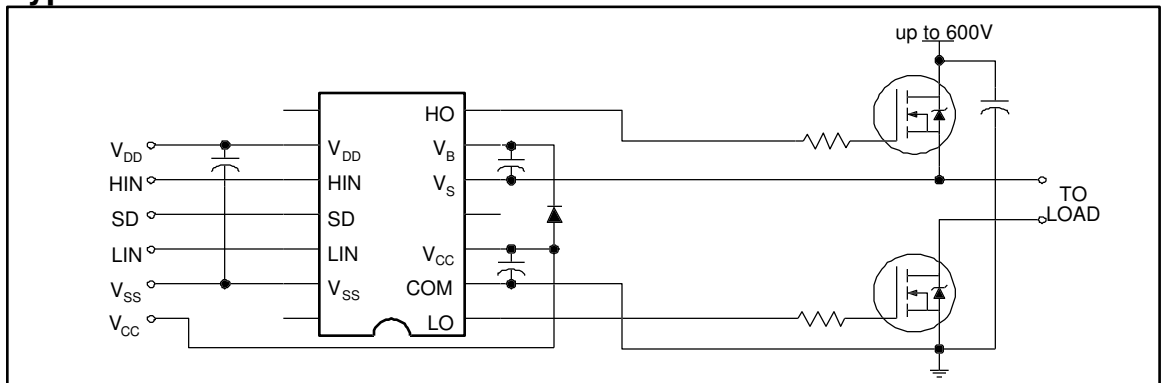 up to 600V
HO
V_DD
V_DD
V_B
HIN
HIN
V_S
SD
SD
TO
LOAD
LIN
LIN
V_CC
V_SS
V_SS
COM
V_CC
LO